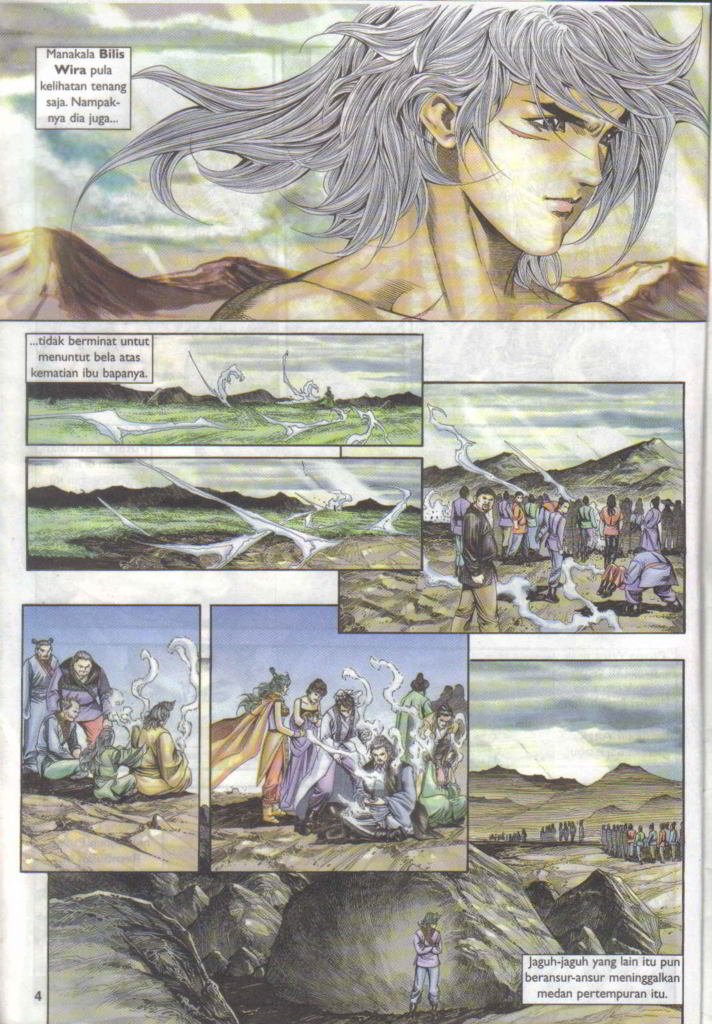 Manakala Bilis
Wira pula
kelihatan tenang
saja. Nampak-
nya dia juga...
...tidak berminat untut
menuntut bela atas
kematian ibu bapanya.
Jaguh-jaguh yang lain itu pun
beransur-ansur meninggalkan
medan pertempuran itu.
4